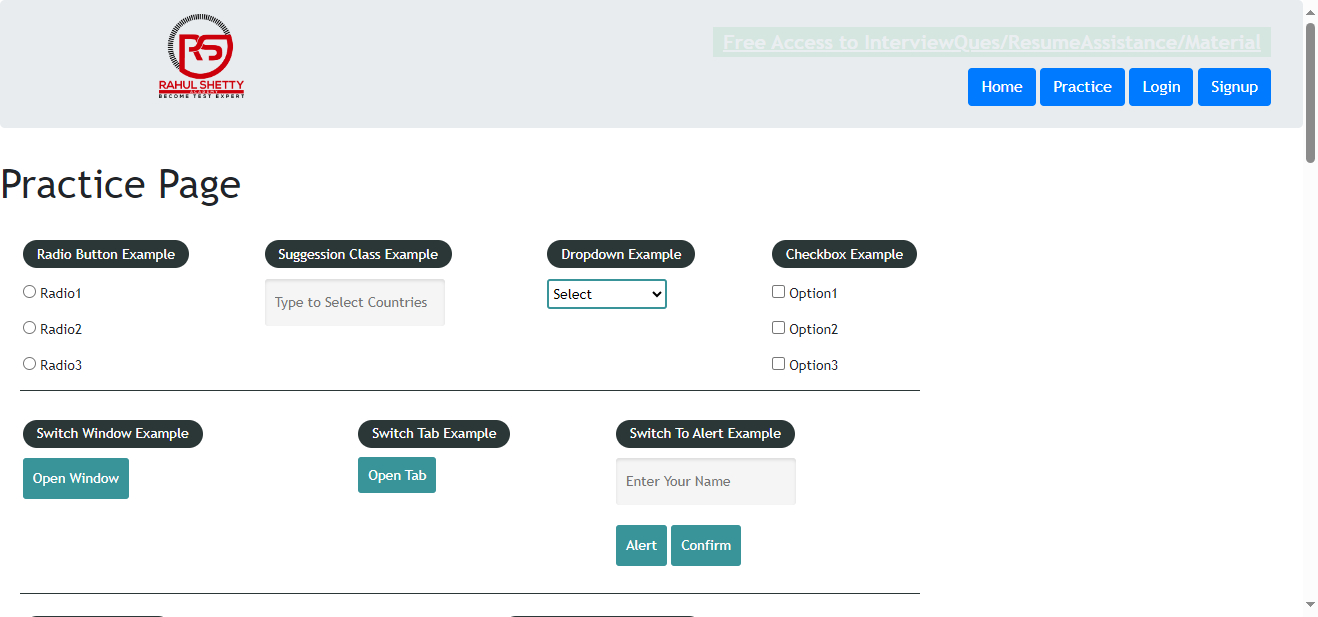 RS
RAHUL SHETTY
ACADEMY
BECOME TEST EXPERT
Free Access to InterviewQues/ResumeAssistance/Material
Home Practice Login Signup
Practice Page
Radio Button Example Suggession Class Example Dropdown Example Checkbox Example
Radio1 Type to Select Countries Select Option1
Radio2 Option2
Radio3 Option3
Switch Window Example Switch Tab Example Switch To Alert Example
Open Window Open Tab Enter Your Name
Alert Confirm